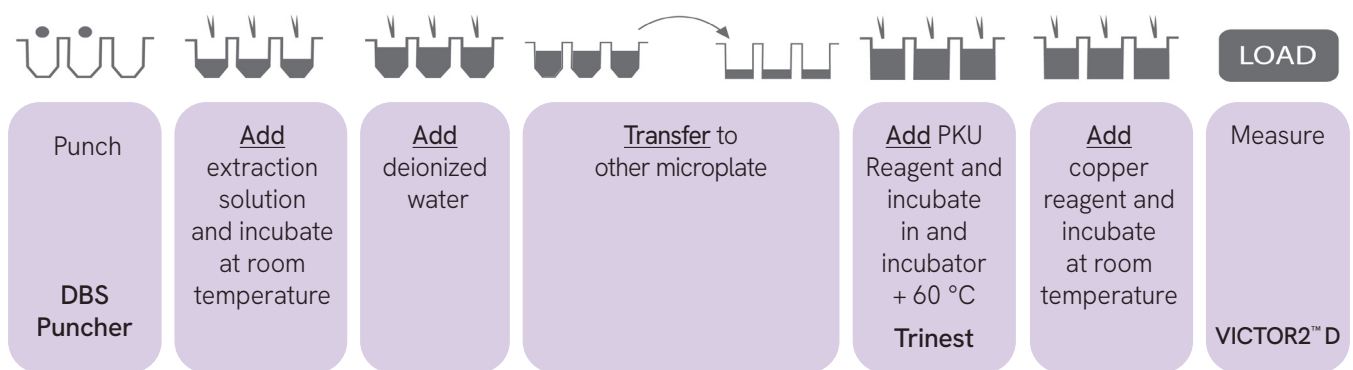 LOAD
Punch
DBS
Puncher
Add
extraction
solution
and incubate
at room
temperature
Add
deionized
water
Transfer to
other microplate
Add PKU
Reagent and
incubate
in and
incubator
+ 60 °C
Trinest
Add
copper
reagent and
incubate
at room
temperature
Measure
VICTOR2™ D